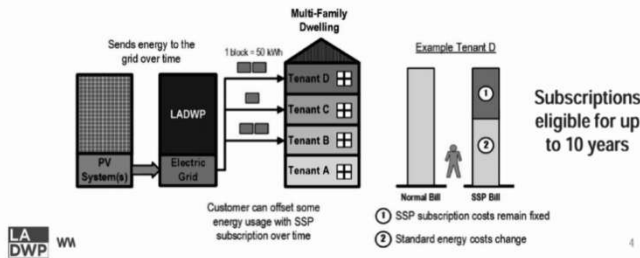 Multi-Family
Dwelling
Sends energy to the
grid over time
1 block = 50 kWh
Example Tenant D
Tenant D
Tenant C
Tenant B
Tenant A
LADWP
PV
System(s)
Electric
Grid
1
2
Subscriptions
eligible for up
to 10 years
Normal Bill
SSP Bill
Customer can offset some
energy usage with SSP
subscription over time
1 SSP subscription costs remain fixed
2 Standard energy costs change
LA
DWP
4